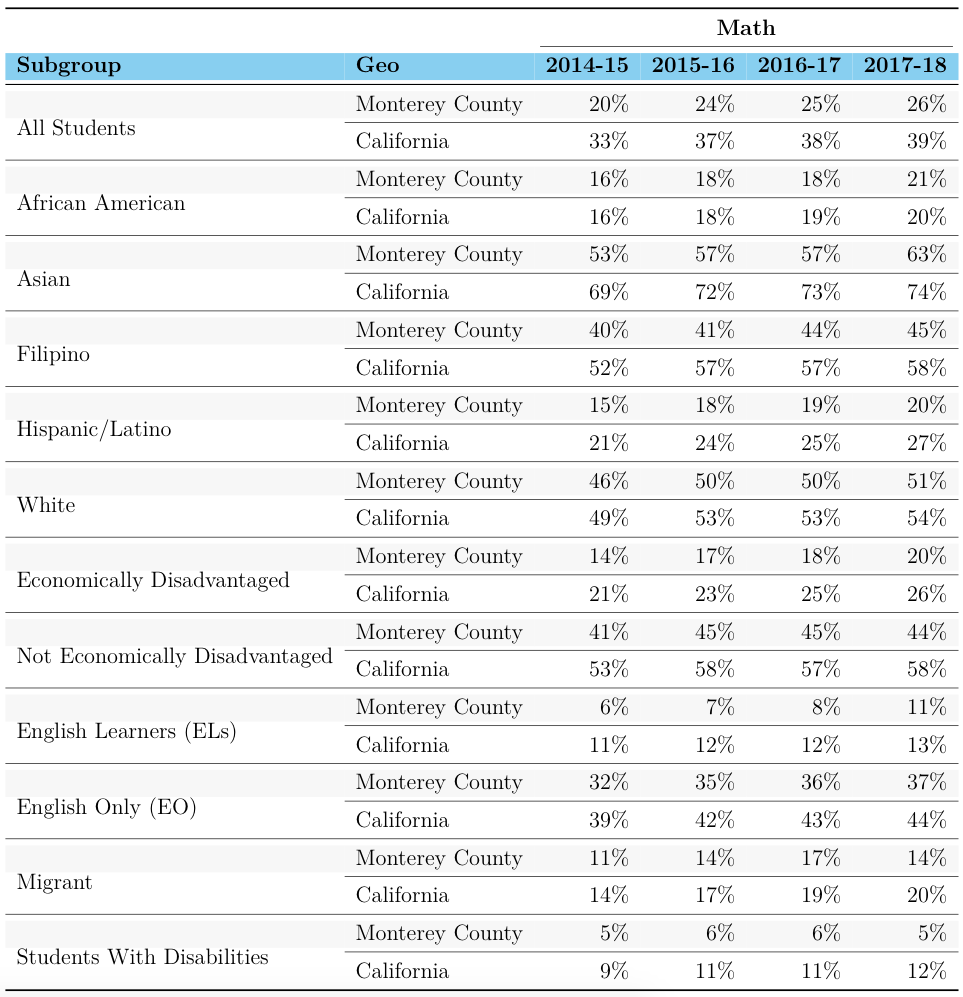 Math
Subgroup Geo 2014-15 2015-16 2016-17 2017-18
All Students
Monterey County 20% 24% 25% 26%
California 33% 37% 38% 39%
African American
Monterey County 16% 18% 18% 21%
California 16% 18% 19% 20%
Asian
Monterey County 53% 57% 57% 63%
California 69% 72% 73% 74%
Filipino
Monterey County 40% 41% 44% 45%
California 52% 57% 57% 58%
Hispanic/Latino
Monterey County 15% 18% 19% 20%
California 21% 24% 25% 27%
White
Monterey County 46% 50% 50% 51%
California 49% 53% 53% 54%
Economically Disadvantaged
Monterey County 14% 17% 18% 20%
California 21% 23% 25% 26%
Not Economically Disadvantaged
Monterey County 41% 45% 45% 44%
California 53% 58% 57% 58%
English Learners (ELs)
Monterey County 6% 7% 8% 11%
California 11% 12% 12% 13%
English Only (EO)
Monterey County 32% 35% 36% 37%
California 39% 42% 43% 44%
Migrant
Monterey County 11% 14% 17% 14%
California 14% 17% 19% 20%
Students With Disabilities
Monterey County 5% 6% 6% 5%
California 9% 11% 11% 12%